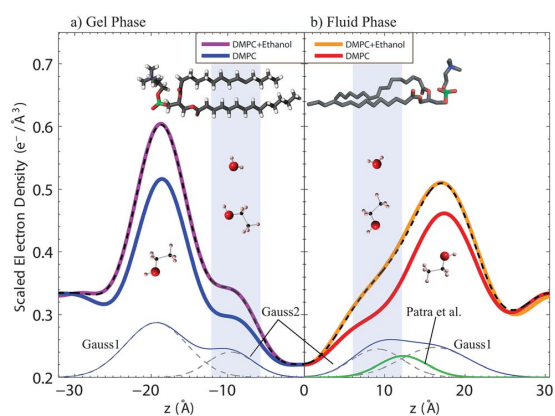 a) Gel Phase
b) Fluid Phase
DMPC+Ethanol
DMPC
DMPC+Ethanol
DMPC
Scaled Electron Density (e⁻/Å³)
0.7
0.6
0.5
0.4
0.3
0.2
Gauss1
Gauss2
Patra et al.
Gauss1
−30
−20
−10
0
10
20
30
z (Å)
z (Å)